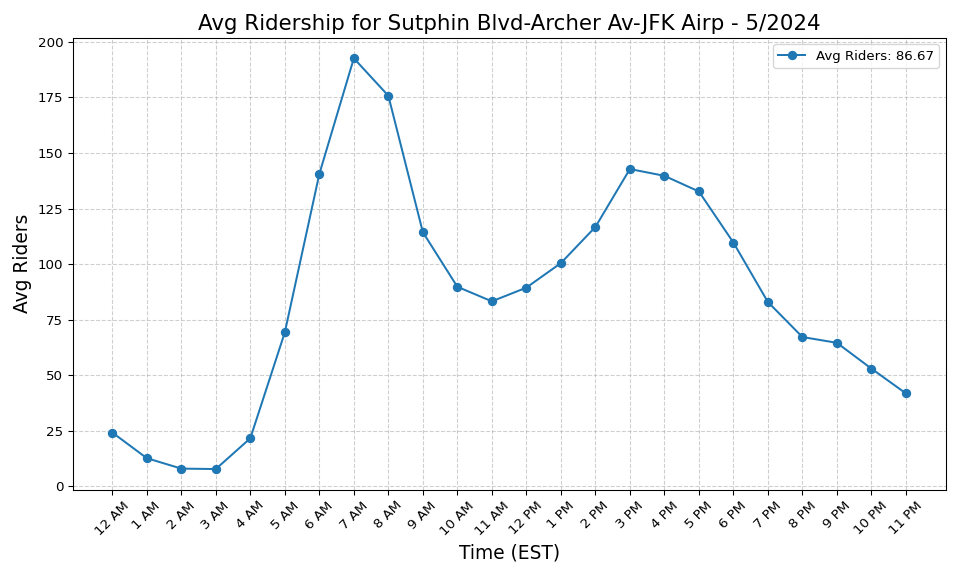 Avg Ridership for Sutphin Blvd-Archer Av-JFK Airp - 5/2024
Avg Riders: 86.67
Avg Riders
200
175
150
125
100
75
50
25
0
12 AM
1 AM
2 AM
3 AM
4 AM
5 AM
6 AM
7 AM
8 AM
9 AM
10 AM
11 AM
12 PM
1 PM
2 PM
3 PM
4 PM
5 PM
6 PM
7 PM
8 PM
9 PM
10 PM
11 PM
Time (EST)